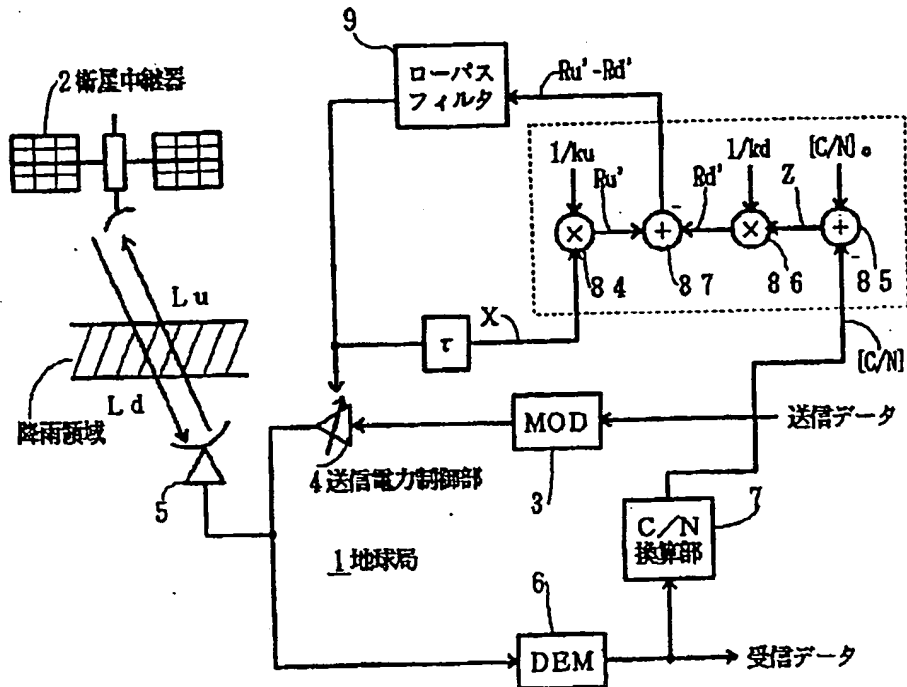 9
ローパス
フィルタ
Ru'-Rd'
2衛星中継器
1/ku
Ru'
Rd'
1/kd
Z
[C/N]。
×
+
×
+
-
-
84
87
86
85
Lu
Ld
降雨領域
τ
X
[C/N]
MOD
送信データ
4送信電力制御部
3
5
1地球局
C/N
換算部
7
6
DEM
受信データ